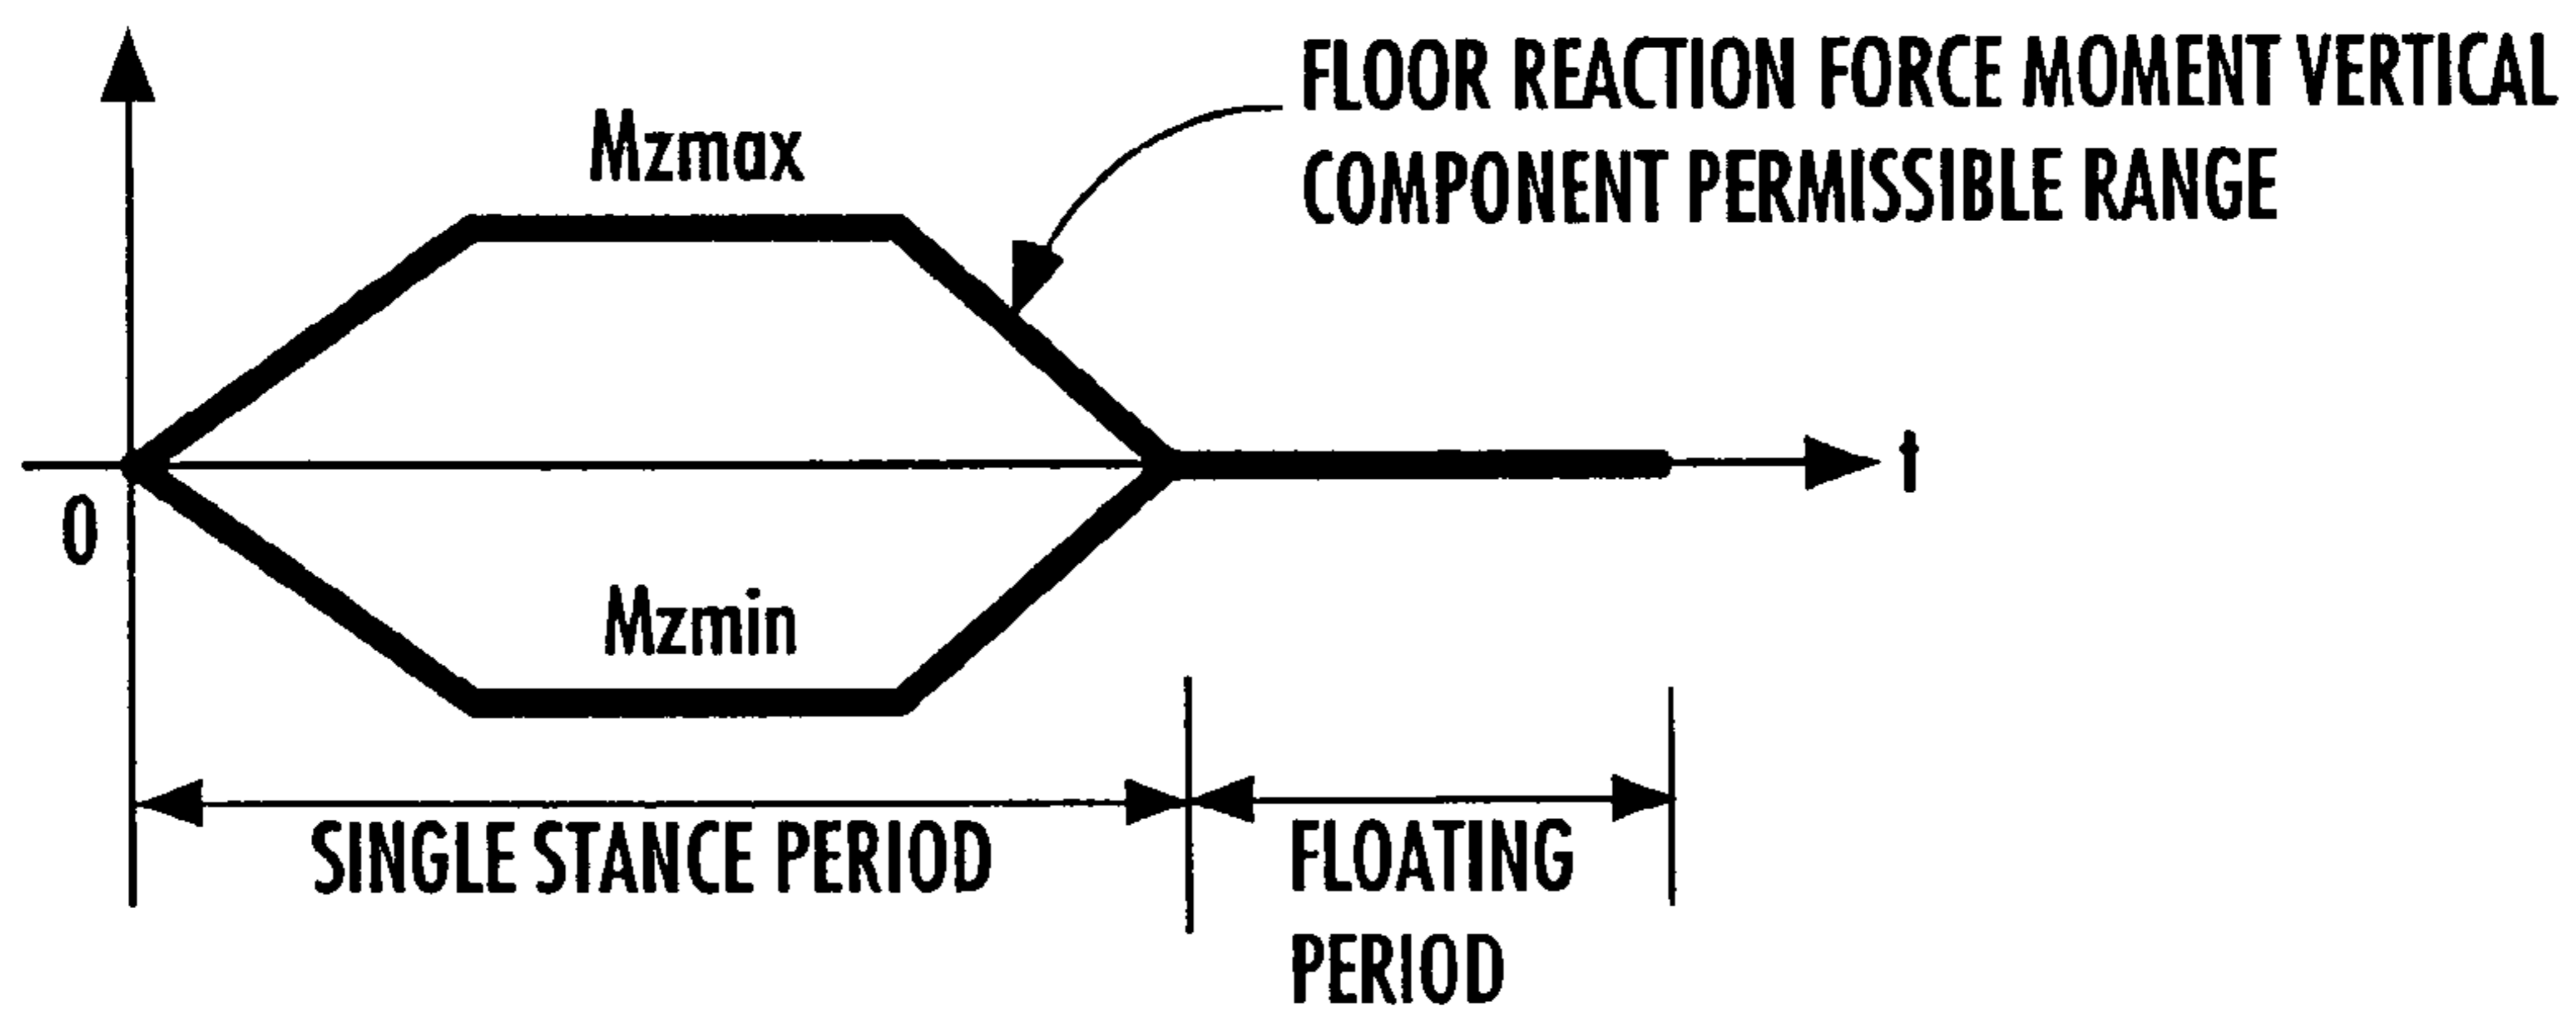 FLOOR REACTION FORCE MOMENT VERTICAL
COMPONENT PERMISSIBLE RANGE
Mzmax
t
0
Mzmin
SINGLE STANCE PERIOD
FLOATING
PERIOD